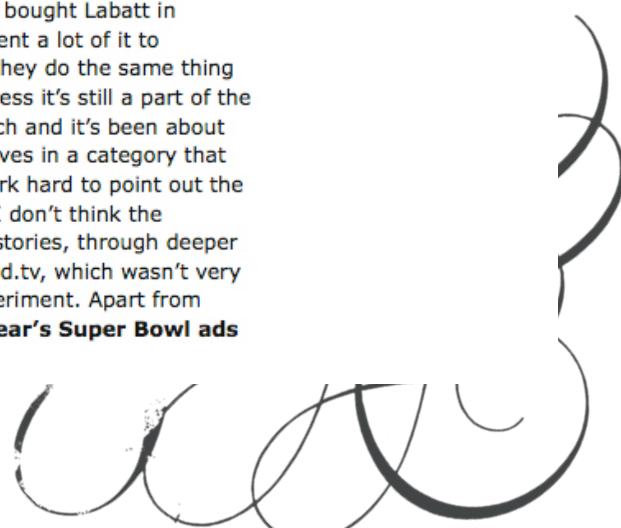 bought Labatt in
ent a lot of it to
hey do the same thing
ess it’s still a part of the
ch and it’s been about
ves in a category that
rk hard to point out the
I don’t think the
stories, through deeper
d.tv, which wasn’t very
eriment. Apart from
ear’s Super Bowl ads